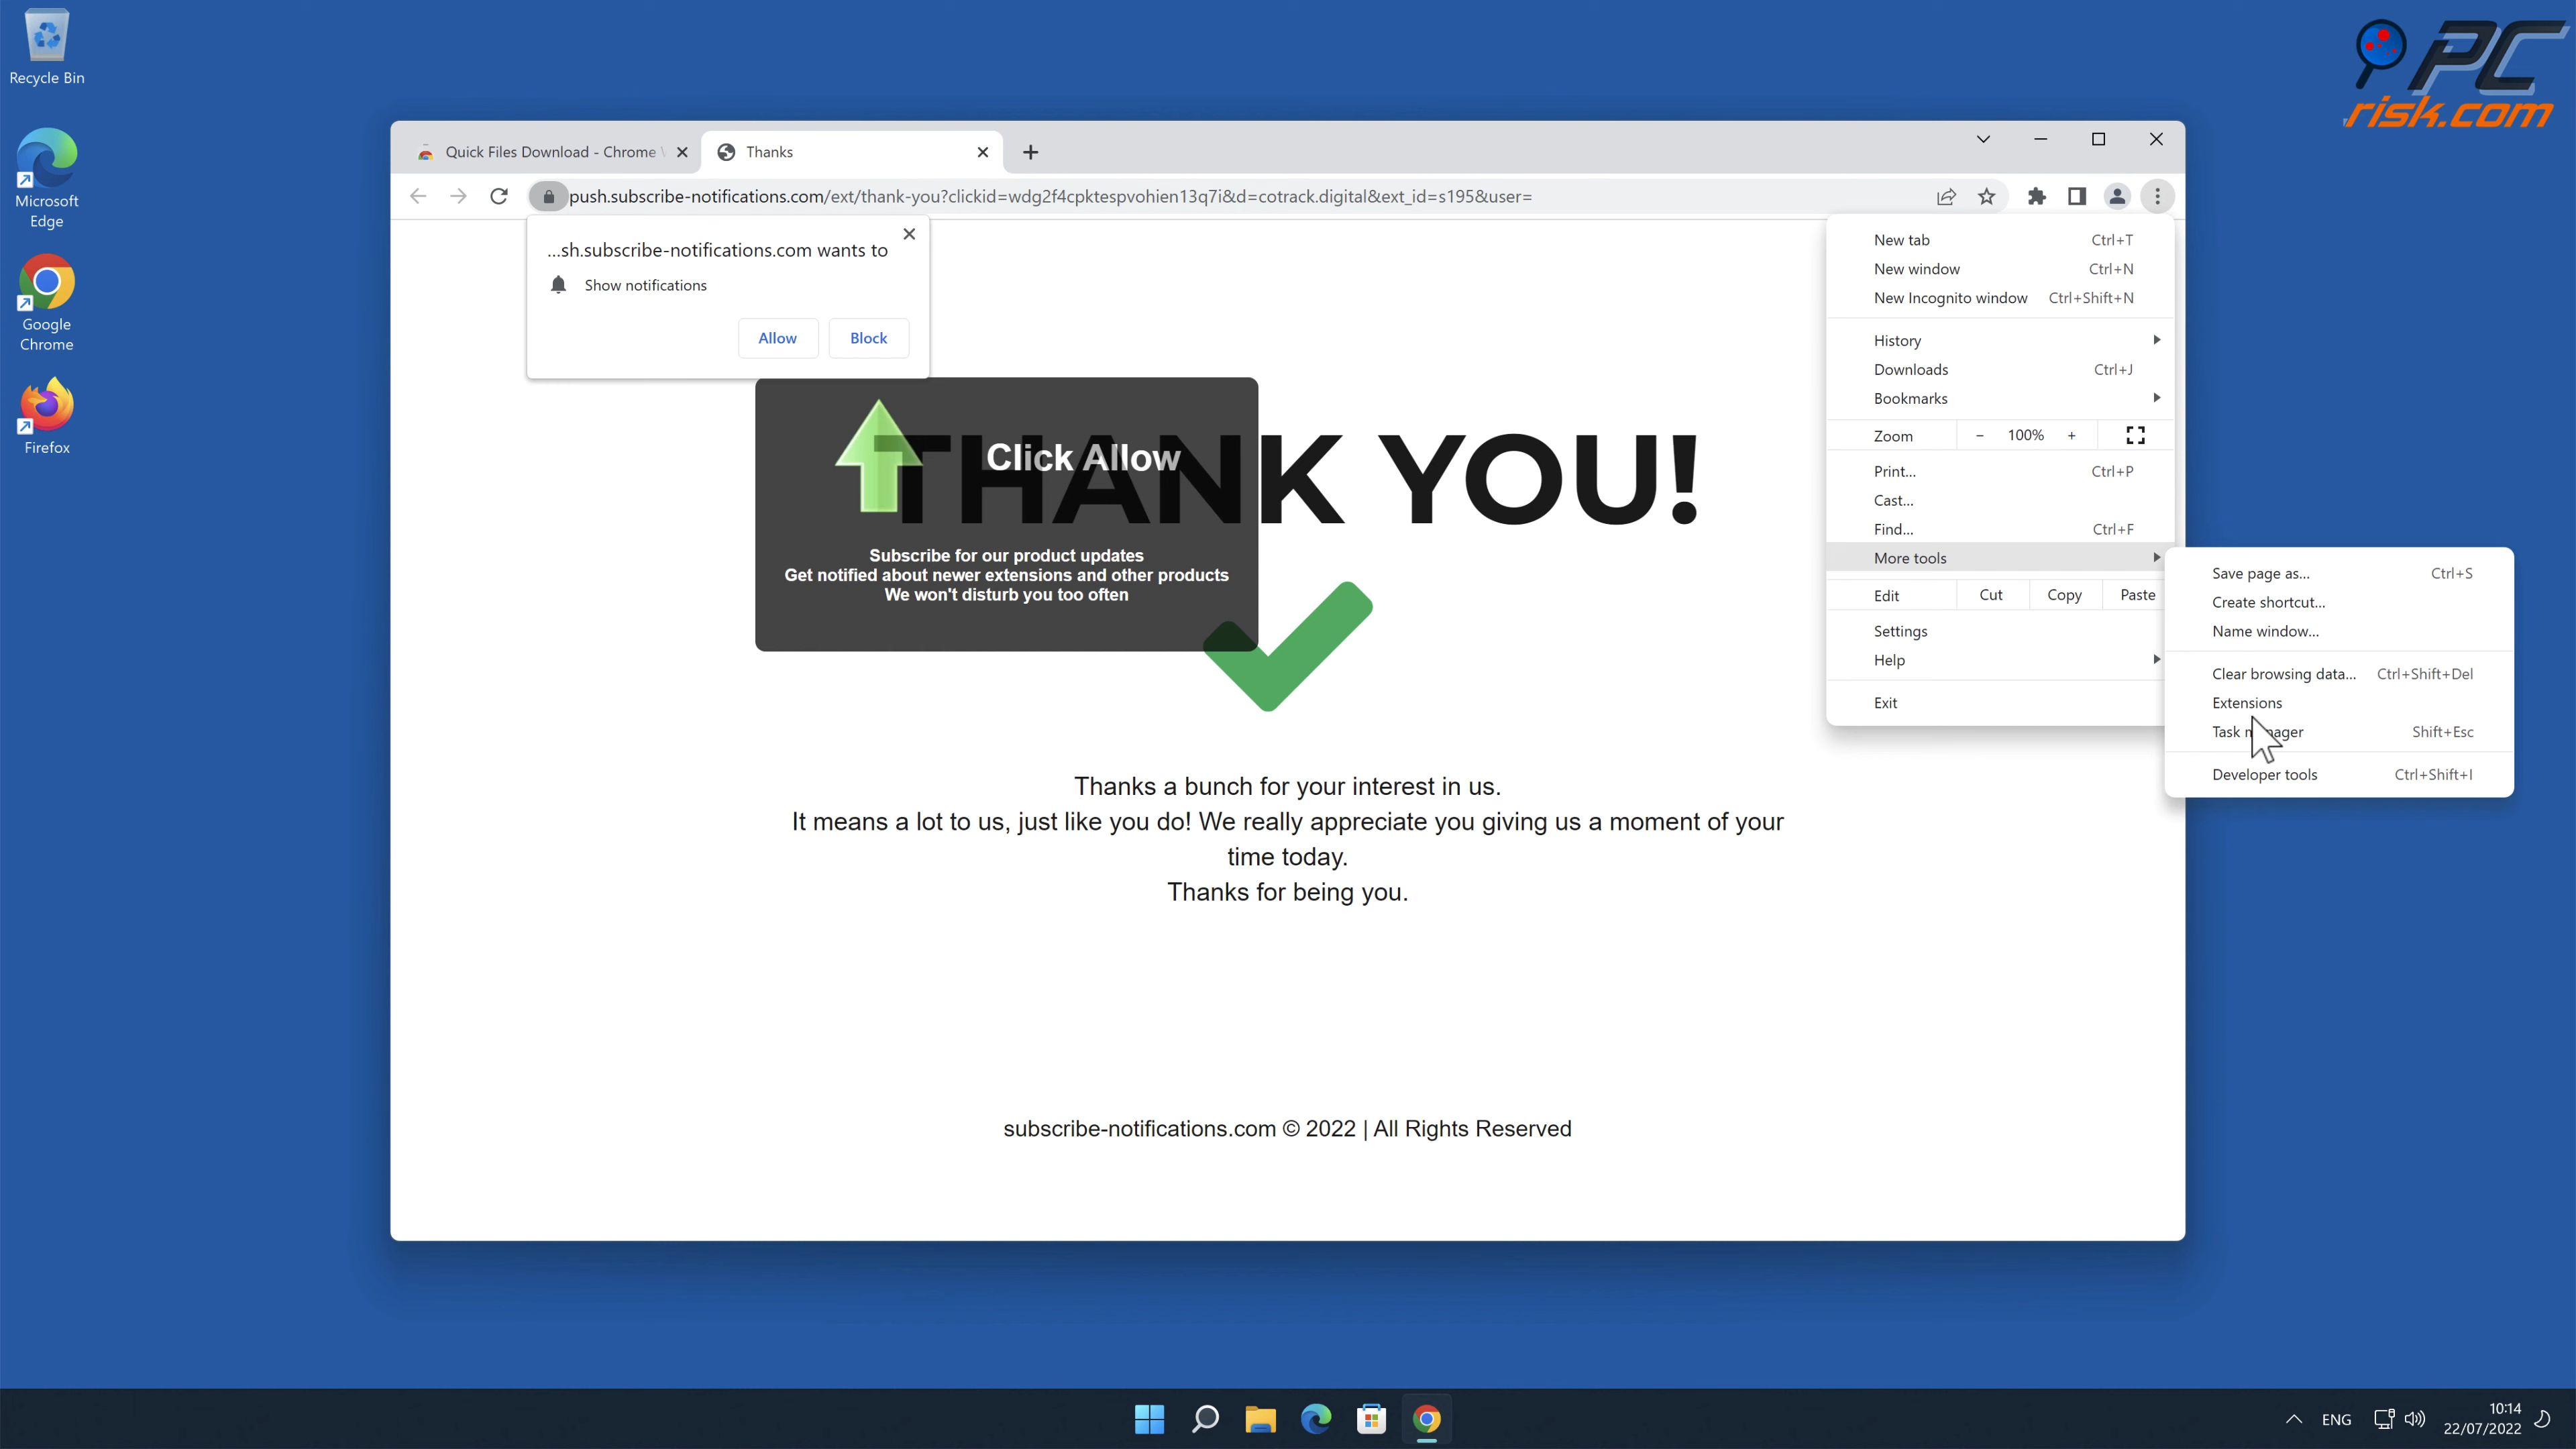 Recycle Bin
Microsoft
Edge
Google
Chrome
Firefox
PC
risk.com
Quick Files Download - Chrome
Thanks
push.subscribe-notifications.com/ext/thank-you?clickid=wdg2f4cpktespvohien13q7i&d=cotrack.digital&ext_id=s195&user=
...sh.subscribe-notifications.com wants to
Show notifications
Allow Block
Click Allow
Subscribe for our product updates
Get notified about newer extensions and other products
We won't disturb you too often
THANK YOU!
Thanks a bunch for your interest in us.
It means a lot to us, just like you do! We really appreciate you giving us a moment of your
time today.
Thanks for being you.
subscribe-notifications.com © 2022 | All Rights Reserved
New tab Ctrl+T
New window Ctrl+N
New Incognito window Ctrl+Shift+N
History
Downloads Ctrl+J
Bookmarks
Zoom - 100% +
Print... Ctrl+P
Cast...
Find... Ctrl+F
More tools
Edit Cut Copy Paste
Settings
Help
Exit
Save page as... Ctrl+S
Create shortcut...
Name window...
Clear browsing data... Ctrl+Shift+Del
Extensions
Task Shift+Esc
Developer tools Ctrl+Shift+I
ENG
10:14
22/07/2022